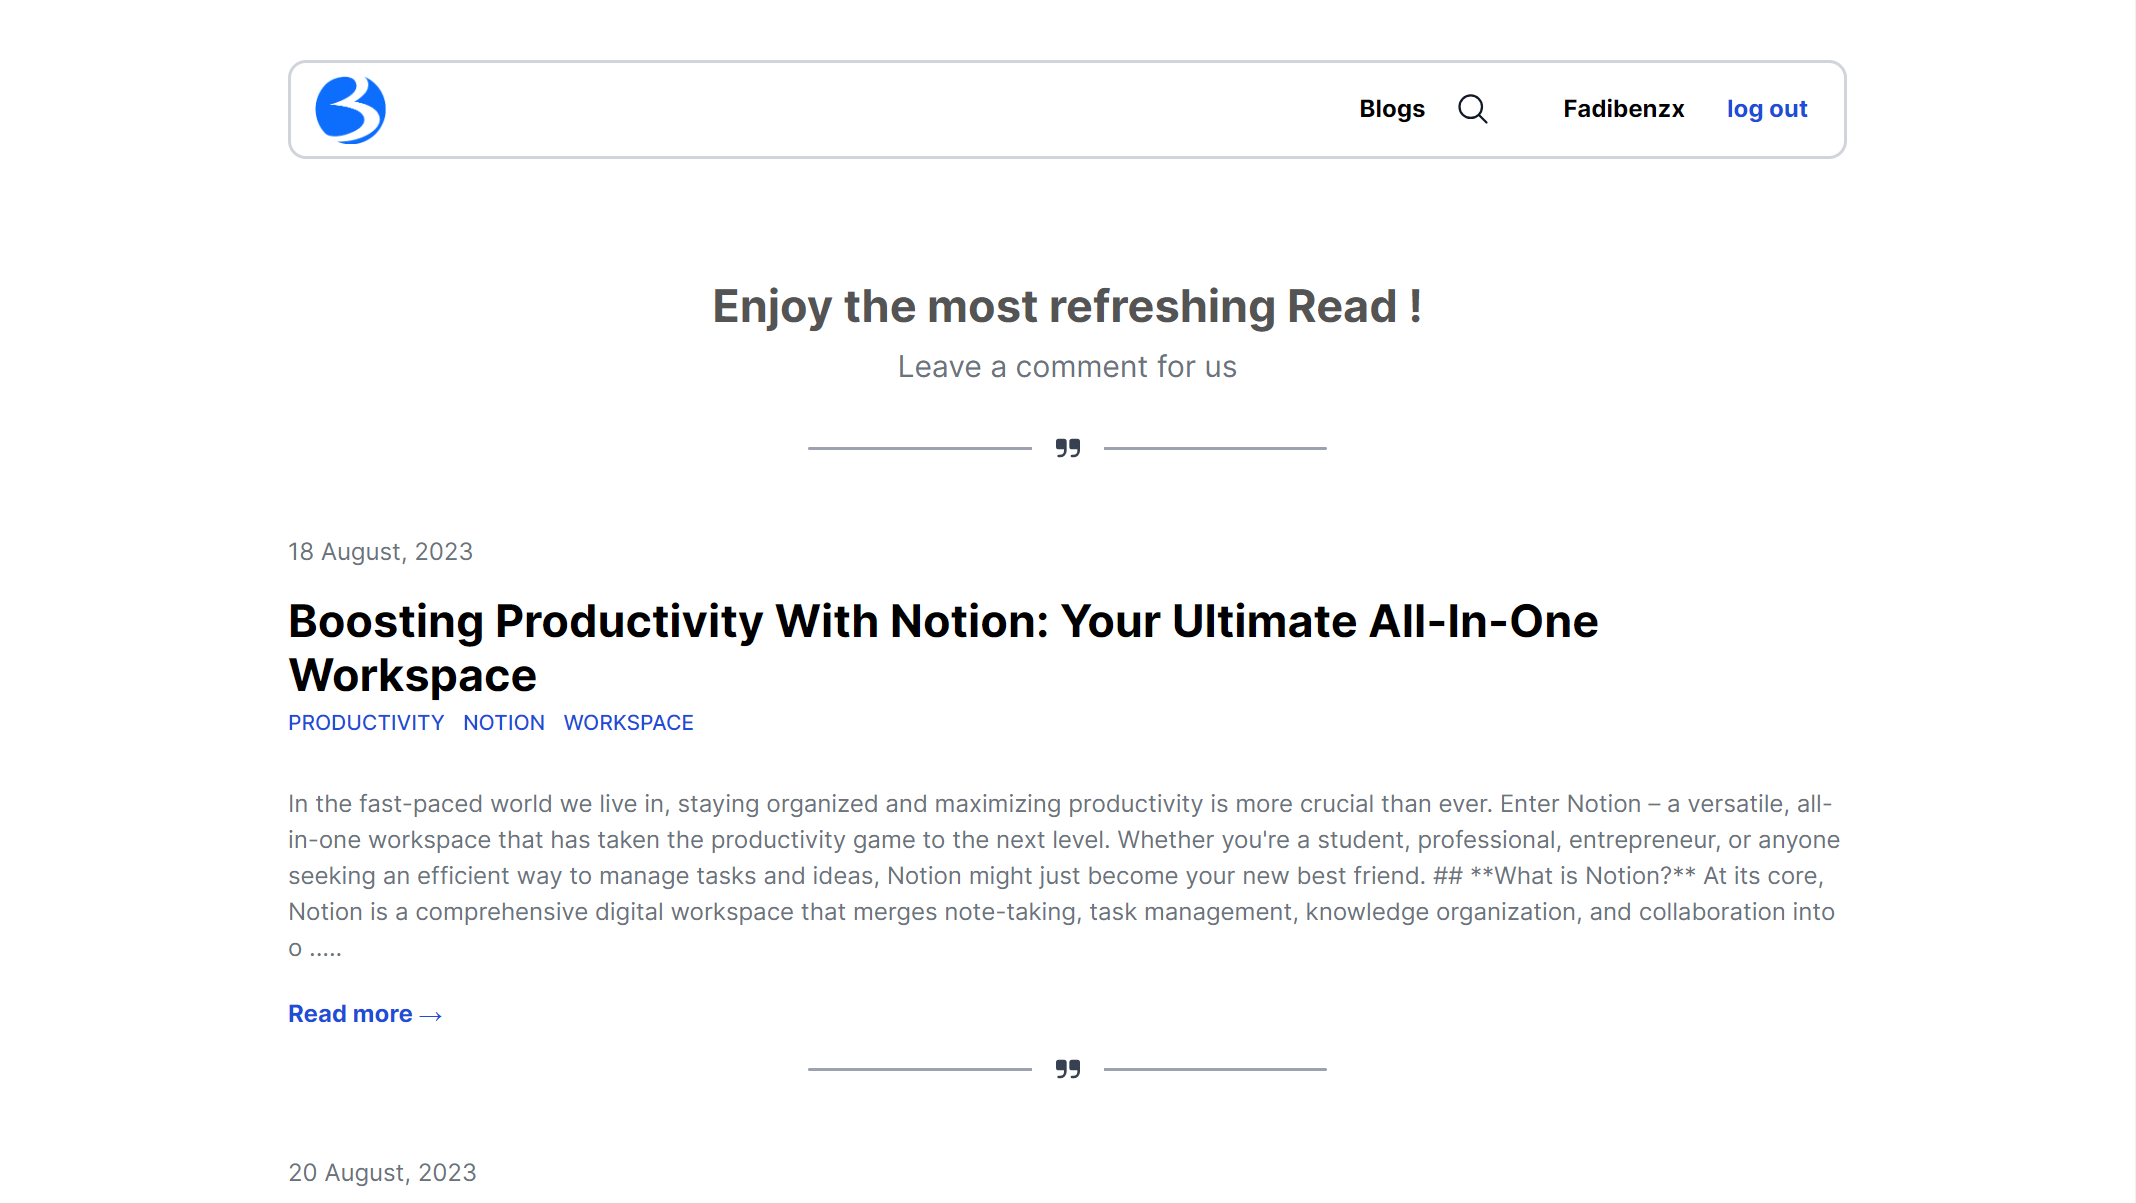 Blogs Fadibenzx log out
Enjoy the most refreshing Read !
Leave a comment for us
18 August, 2023
Boosting Productivity With Notion: Your Ultimate All-In-One
Workspace
PRODUCTIVITY NOTION WORKSPACE
In the fast-paced world we live in, staying organized and maximizing productivity is more crucial than ever. Enter Notion – a versatile, all-
in-one workspace that has taken the productivity game to the next level. Whether you're a student, professional, entrepreneur, or anyone
seeking an efficient way to manage tasks and ideas, Notion might just become your new best friend. ## **What is Notion?** At its core,
Notion is a comprehensive digital workspace that merges note-taking, task management, knowledge organization, and collaboration into
o .....
Read more →
20 August, 2023